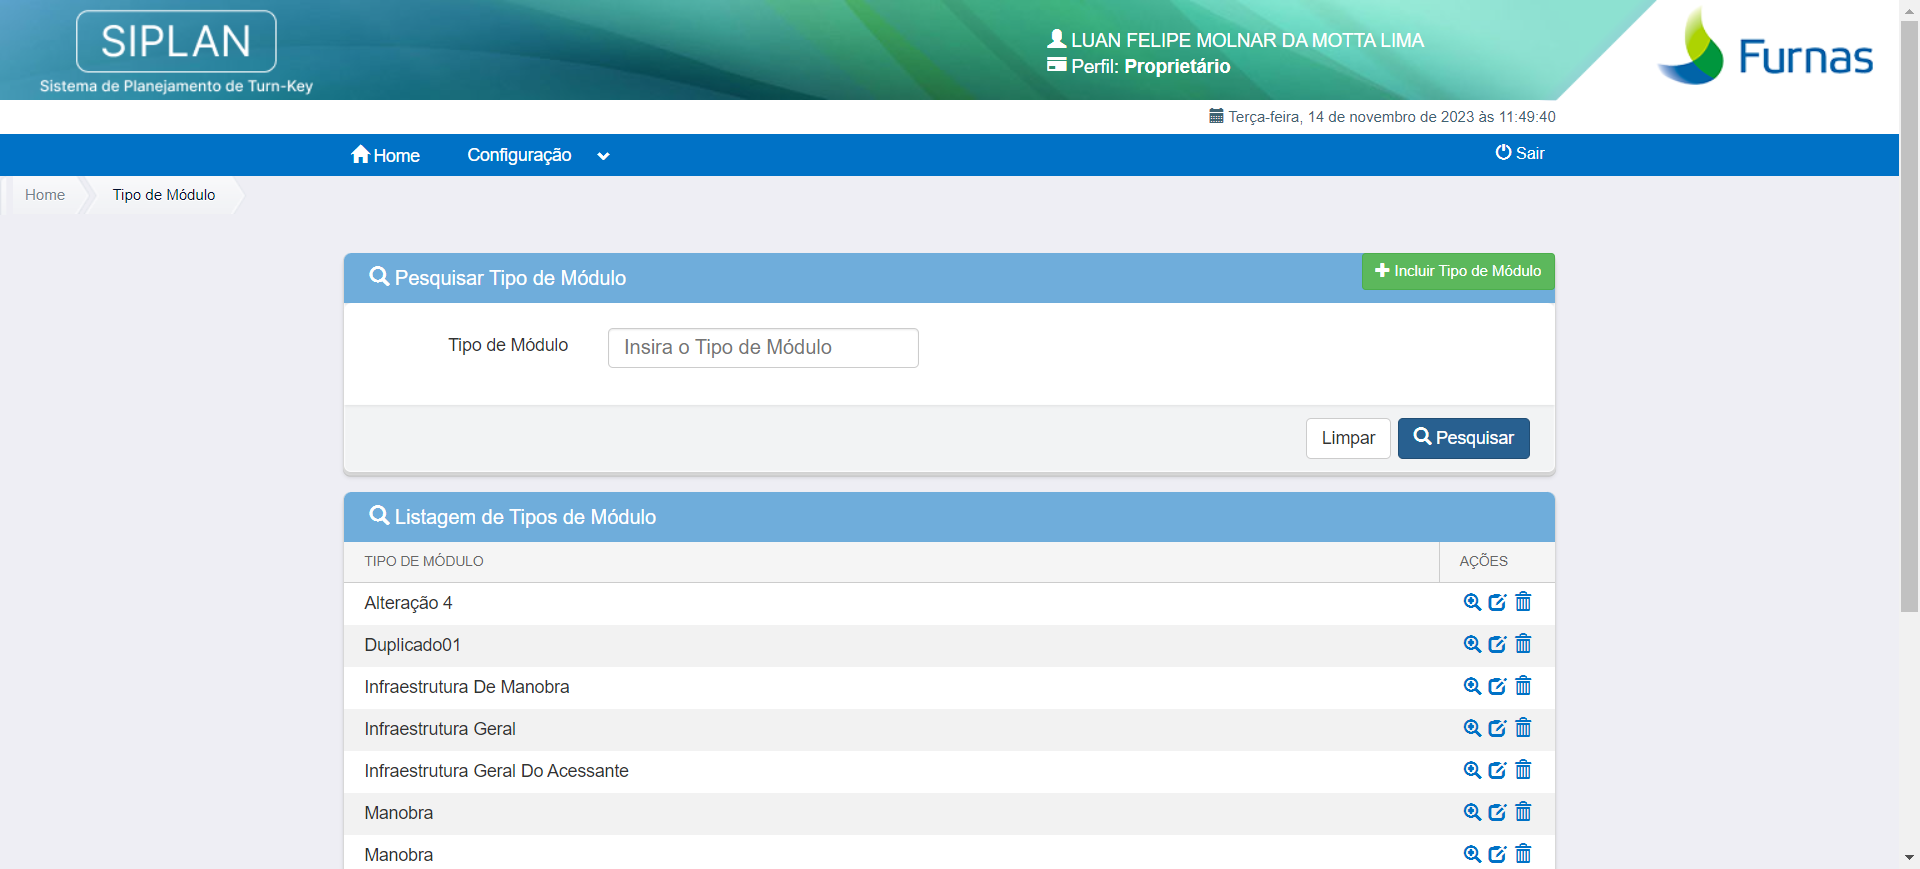 SIPLAN
Sistema de Planejamento de Turn-Key
LUAN FELIPE MOLNAR DA MOTTA LIMA
Perfil: Proprietário
Furnas
Terça-feira, 14 de novembro de 2023 às 11:49:40
Home Configuração Sair
Home Tipo de Módulo
Pesquisar Tipo de Módulo Incluir Tipo de Módulo
Tipo de Módulo Insira o Tipo de Módulo
Limpar Pesquisar
Listagem de Tipos de Módulo
TIPO DE MÓDULO AÇÕES
Alteração 4
Duplicado01
Infraestrutura De Manobra
Infraestrutura Geral
Infraestrutura Geral Do Acessante
Manobra
Manobra